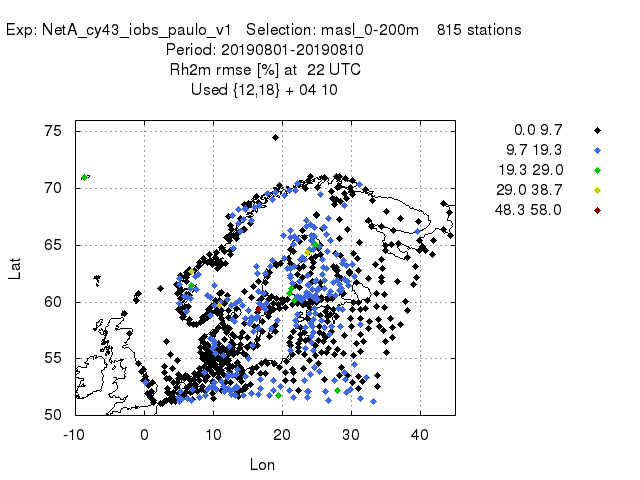 Exp: NetA_cy43_iobs_paulo_v1 Selection: masl_0-200m 815 stations
Period: 20190801-20190810
Rh2m rmse [%] at 22 UTC
Used {12,18} + 04 10
0.0 9.7
9.7 19.3
19.3 29.0
29.0 38.7
48.3 58.0
75
70
65
60
55
50
Lat
-10 0 10 20 30 40
Lon